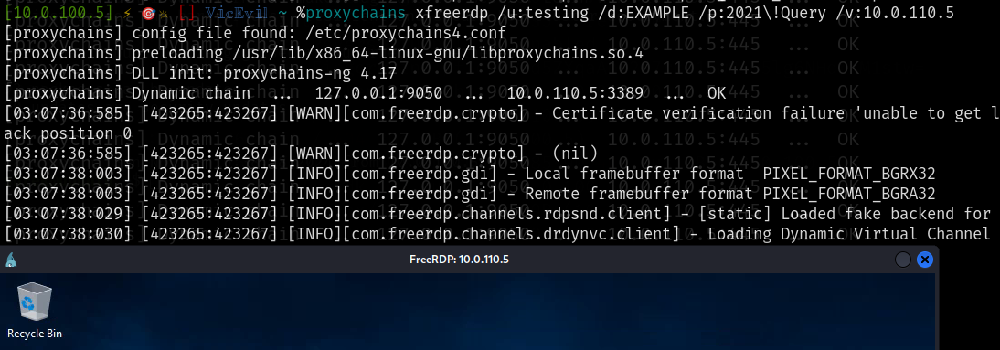 [10.0.100.5] ⚡ 🎯💥 [] VicEvil ~ %proxychains xfreerdp /u:testing /d:EXAMPLE /p:2021\!Query /v:10.0.110.5
[proxychains] config file found: /etc/proxychains4.conf
[proxychains] preloading /usr/lib/x86_64-linux-gnu/libproxychains.so.4
[proxychains] DLL init: proxychains-ng 4.17
[proxychains] Dynamic chain ... 127.0.0.1:9050 ... 10.0.110.5:3389 ... OK
[03:07:36:585] [423265:423267] [WARN][com.freerdp.crypto] - Certificate verification failure 'unable to get l
ack position 0
[03:07:36:585] [423265:423267] [WARN][com.freerdp.crypto] - (nil)
[03:07:38:003] [423265:423267] [INFO][com.freerdp.gdi] - Local framebuffer format  PIXEL_FORMAT_BGRX32
[03:07:38:003] [423265:423267] [INFO][com.freerdp.gdi] - Remote framebuffer format PIXEL_FORMAT_BGRA32
[03:07:38:029] [423265:423267] [INFO][com.freerdp.channels.rdpsnd.client] - [static] Loaded fake backend for
[03:07:38:030] [423265:423267] [INFO][com.freerdp.channels.drdynvc.client] - Loading Dynamic Virtual Channel
FreeRDP: 10.0.110.5
Recycle Bin